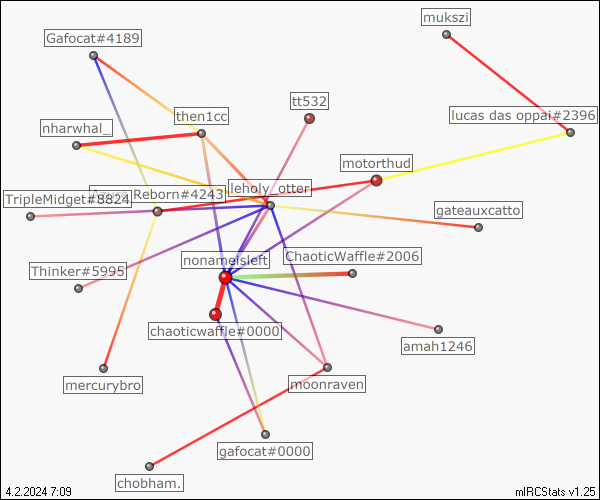 mukszi
Gafocat#4189
tt532
then1cc
lucas das oppai#2396
nharwhal_
motorthud
leholy_otter
Reborn#4243
TripleMidget#8824
gateauxcatto
nonameisleft
ChaoticWaffle#2006
Thinker#5995
chaoticwaffle#0000
amah1246
mercurybro
moonraven
gafocat#0000
chobham.
4.2.2024 7:09
mIRCStats v1.25